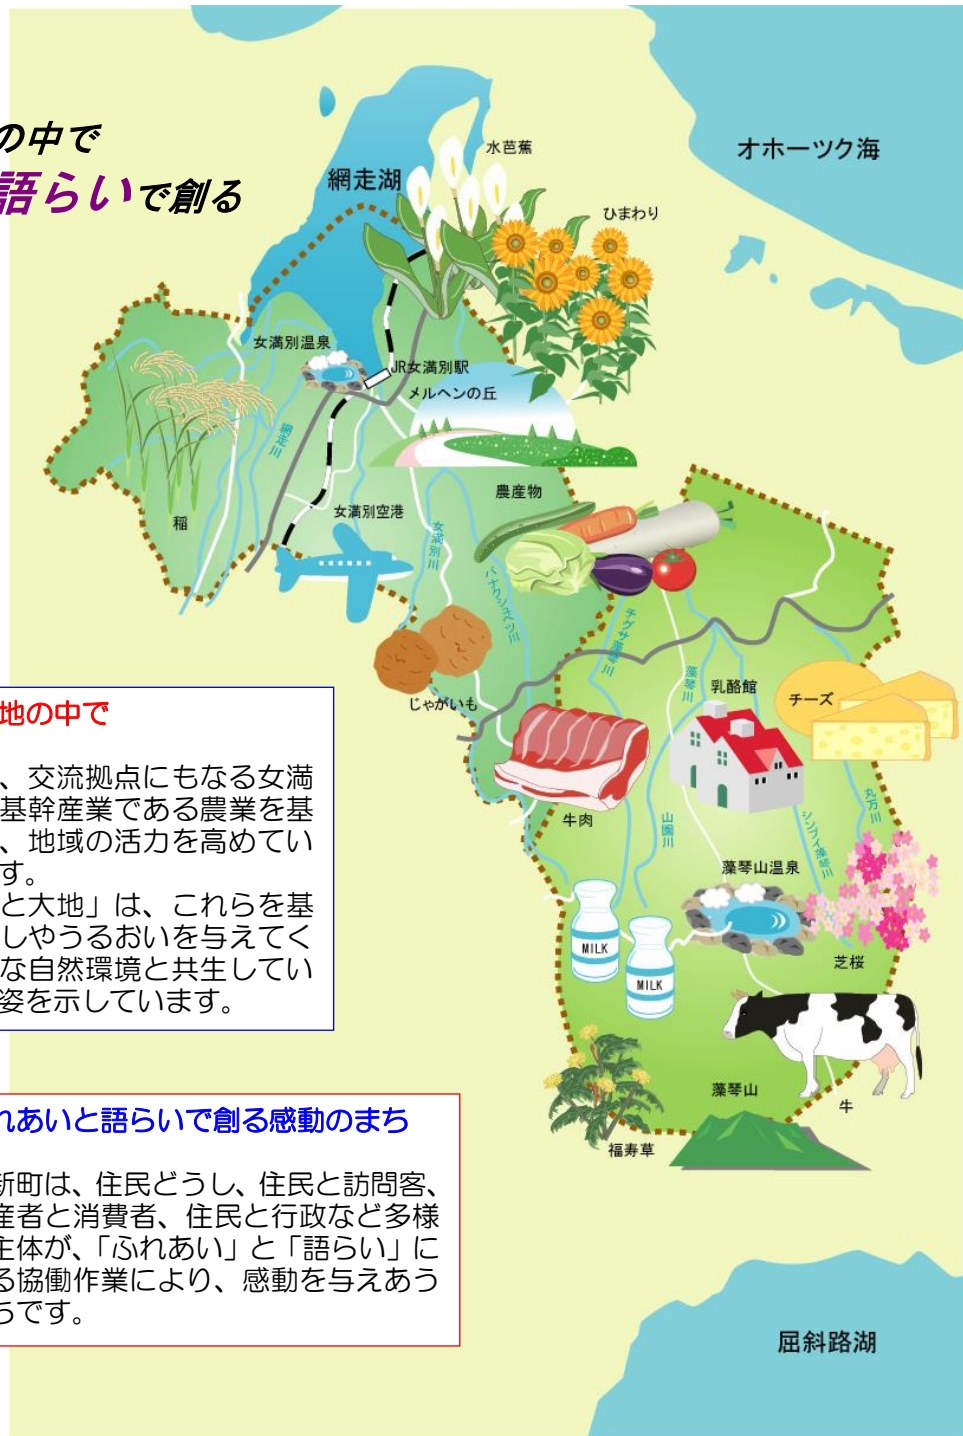 の中で
語らいで創る
オホーツク海
網走湖
水芭蕉
ひまわり
女満別温泉
JR女満別駅
メルヘンの丘
網走川
稲
女満別空港
農産物
女満別川
パナクシュベツ川
チグサ藻琴川
じゃがいも
藻琴川
乳酪館
チーズ
牛肉
山園川
丸万川
シンプイ藻琴川
藻琴山温泉
芝桜
MILK
MILK
藻琴山
牛
福寿草
屈斜路湖
地の中で
、交流拠点にもなる女満
基幹産業である農業を基
、地域の活力を高めてい
す。
と大地」は、これらを基
しやうるおいを与えてく
な自然環境と共生してい
姿を示しています。
れあいと語らいで創る感動のまち
新町は、住民どうし、住民と訪問客、
産者と消費者、住民と行政など多様
主体が、「ふれあい」と「語らい」に
る協働作業により、感動を与えあう
ちです。